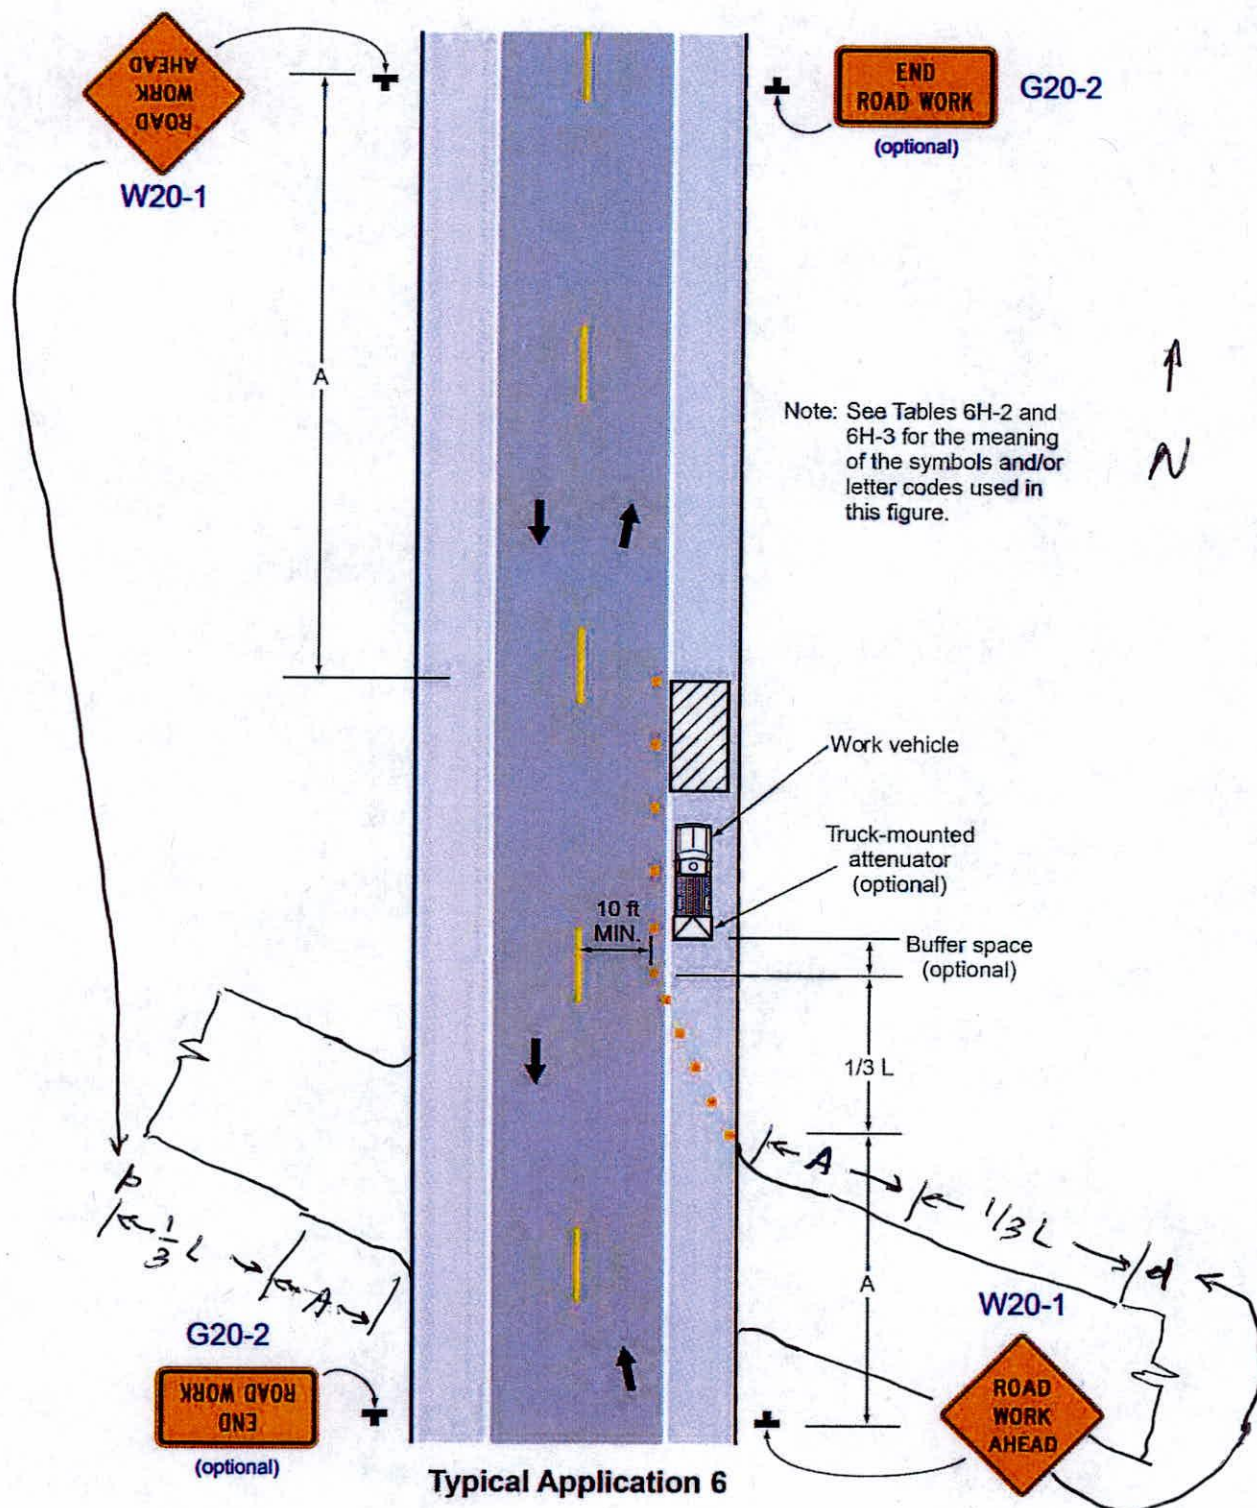 ROAD
WORK
AHEAD
W20-1
END
ROAD WORK
(optional)
G20-2
A
Note: See Tables 6H-2 and
6H-3 for the meaning
of the symbols and/or
letter codes used in
this figure.
N
Work vehicle
Truck-mounted
attenuator
(optional)
10 ft
MIN.
Buffer space
(optional)
1/3 L
A
1/3 L
A
1/3 L
A
W20-1
G20-2
END
ROAD WORK
(optional)
ROAD
WORK
AHEAD
Typical Application 6